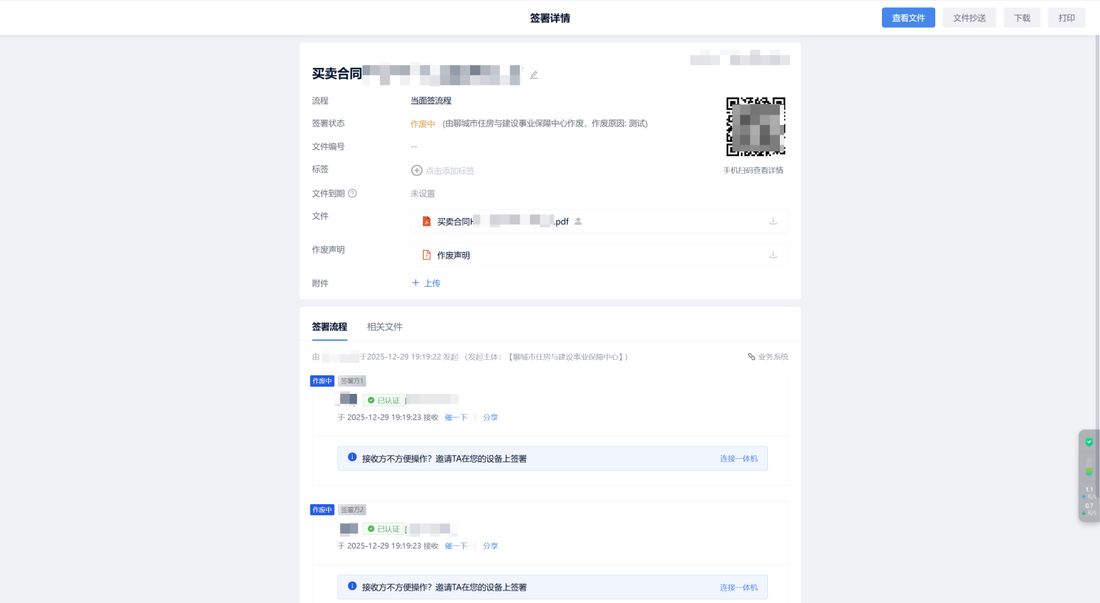 签署详情
查看文件 文件抄送 下载 打印
买卖合同
流程 当面签流程
签署状态 作废中 (由聊城市住房与建设事业保障中心作废，作废原因: 测试)
文件编号 --
手机扫码查看详情
标签 点击添加标签
文件到期 ? 未设置
文件 买卖合同 .pdf
作废声明 作废声明
附件 + 上传
签署流程 相关文件
由 于2025-12-29 19:19:22 发起 (发起主体: 【聊城市住房与建设事业保障中心】) 业务系统
作废中 签署方1
已认证
于 2025-12-29 19:19:23 接收 催一下 | 分享
接收方不方便操作？邀请TA在您的设备上签署 连接一体机
作废中 签署方2
已认证
于 2025-12-29 19:19:23 接收 催一下 | 分享
接收方不方便操作？邀请TA在您的设备上签署 连接一体机
1.1
K/s
0.7
K/s